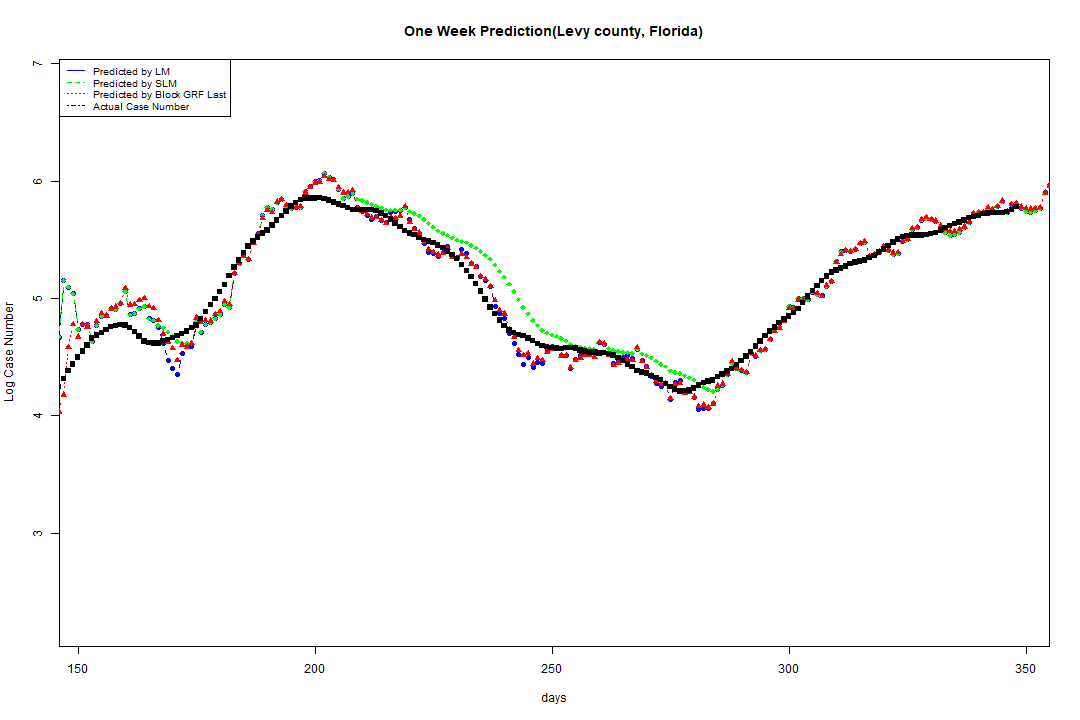 One Week Prediction(Levy county, Florida)
7
Predicted by LM
Predicted by SLM
Predicted by Block GRF Last
Actual Case Number
6
5
4
3
Log Case Number
150 200 250 300 350
days